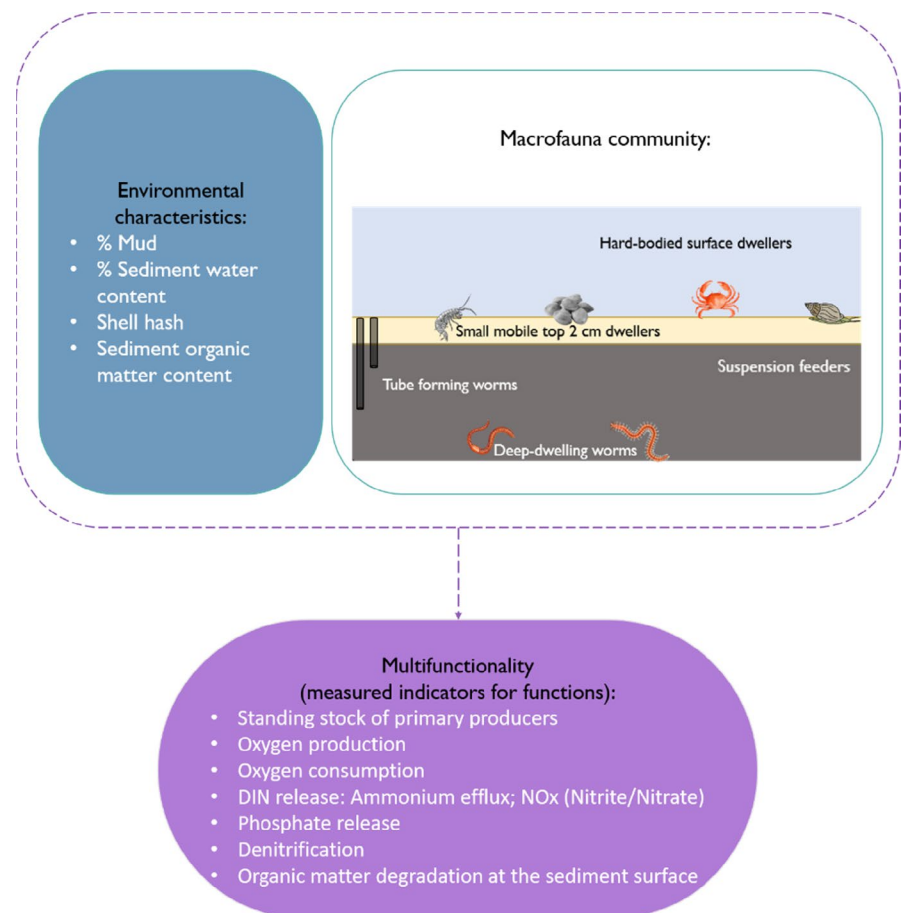 Environmental
characteristics:
• % Mud
• % Sediment water
content
• Shell hash
• Sediment organic
matter content
Macrofauna community:
Hard-bodied surface dwellers
Small mobile top 2 cm dwellers
Suspension feeders
Tube forming worms
Deep-dwelling worms
Multifunctionality
(measured indicators for functions):
• Standing stock of primary producers
• Oxygen production
• Oxygen consumption
• DIN release: Ammonium efflux; NOx (Nitrite/Nitrate)
• Phosphate release
• Denitrification
• Organic matter degradation at the sediment surface